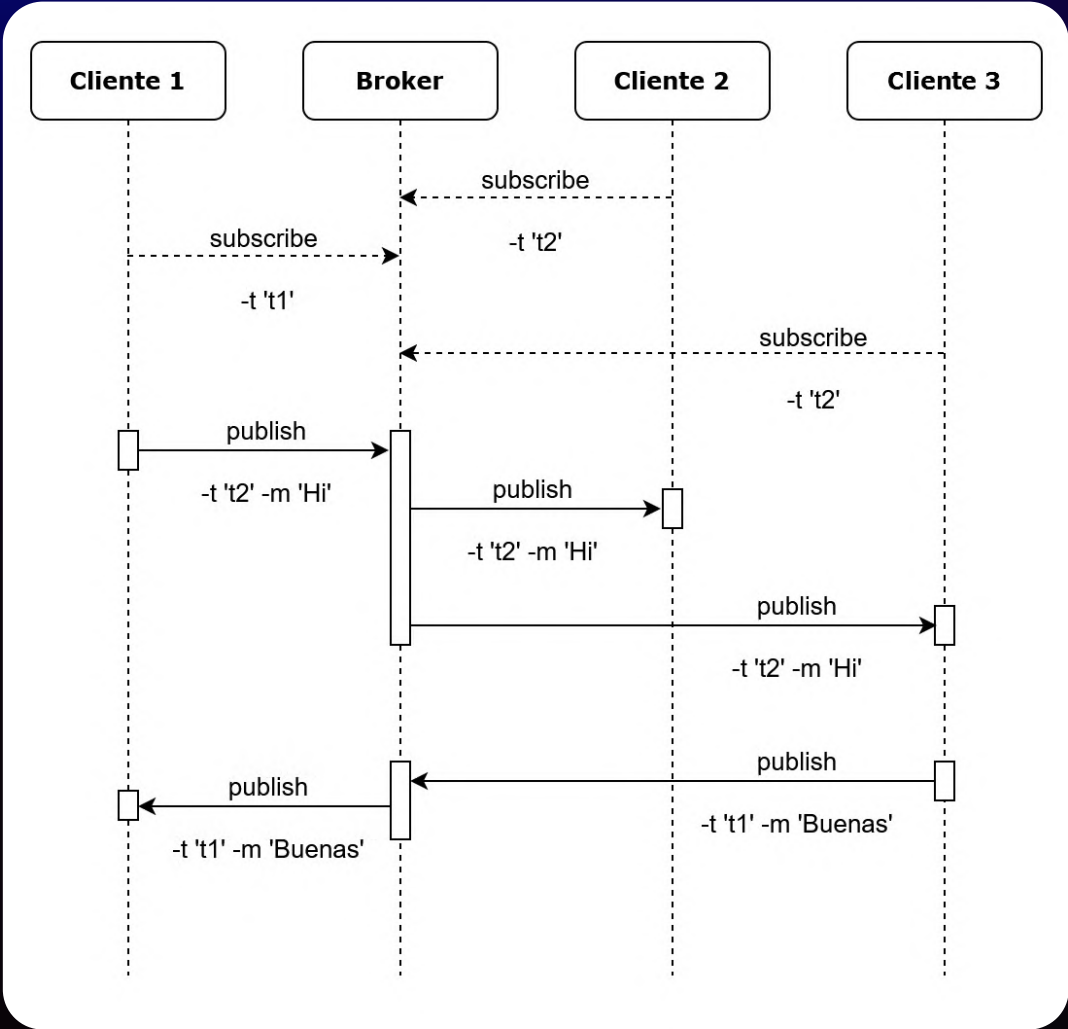 Cliente 1
Broker
Cliente 2
Cliente 3
subscribe
-t 't2'
subscribe
-t 't1'
subscribe
-t 't2'
publish
-t 't2' -m 'Hi'
publish
-t 't2' -m 'Hi'
publish
-t 't2' -m 'Hi'
publish
-t 't1' -m 'Buenas'
publish
-t 't1' -m 'Buenas'